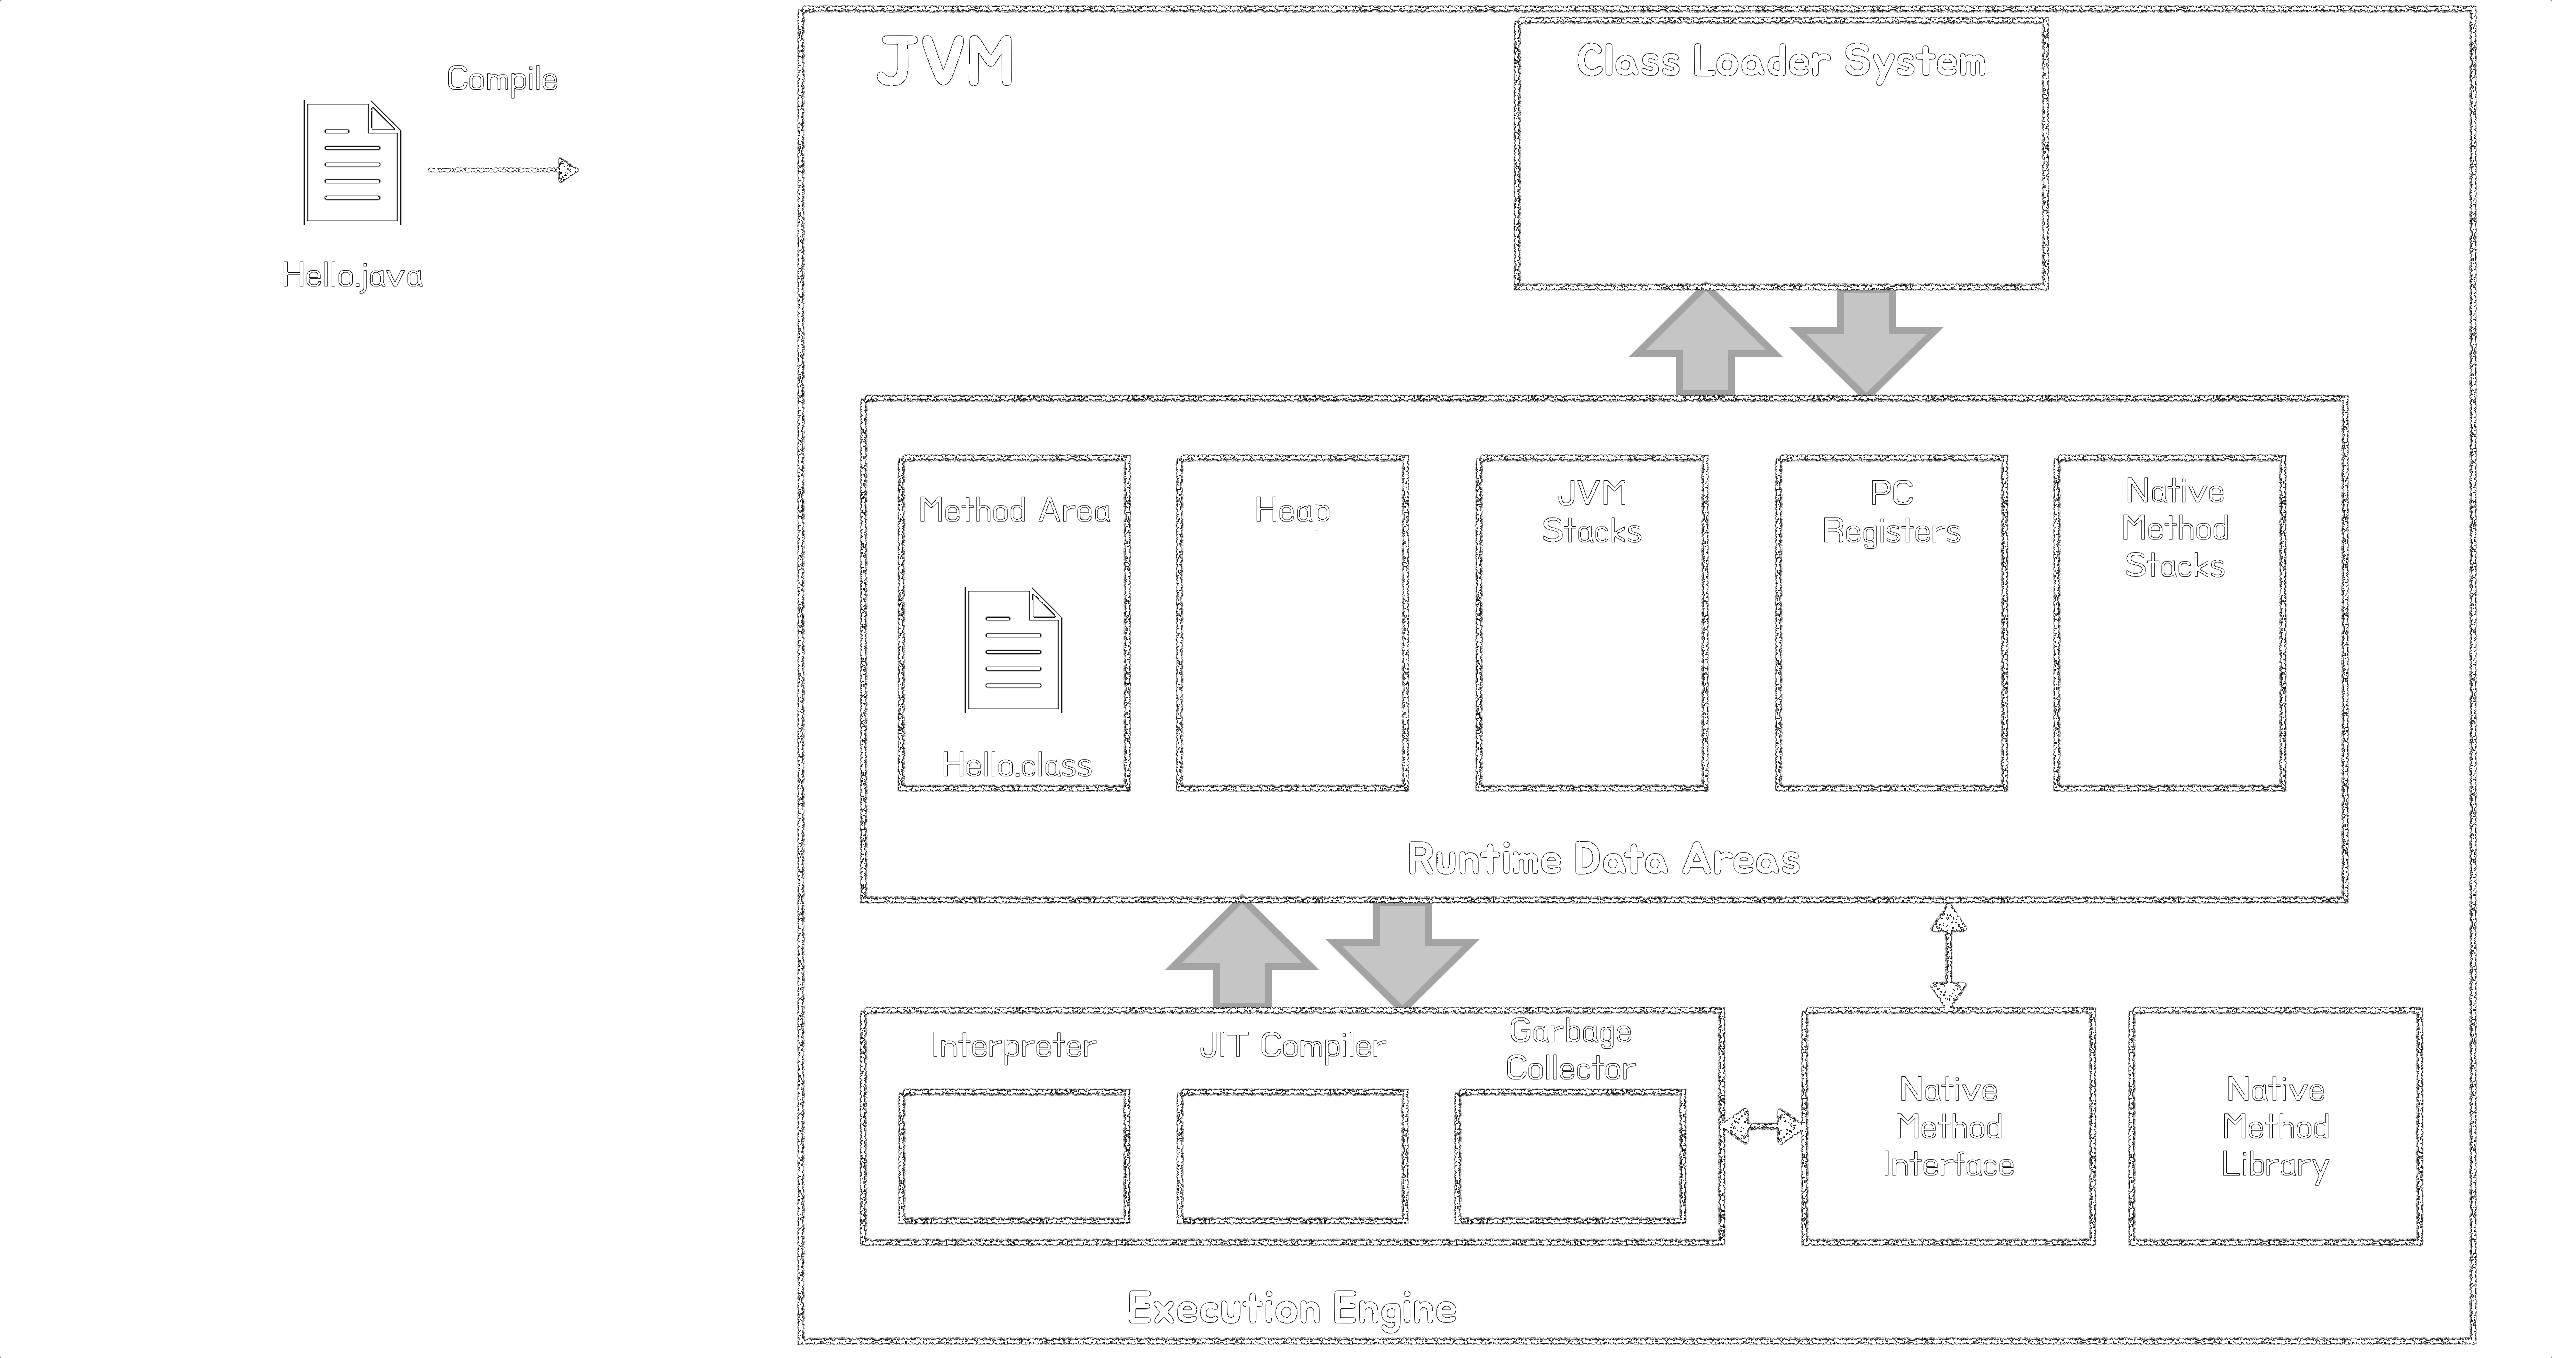 JVM
Class Loader System
Compile
Hello.java
Method Area
Hello.class
Heap
JVM
Stacks
PC
Registers
Native
Method
Stacks
Runtime Data Areas
Interpreter
JIT Compiler
Garbage
Collector
Native
Method
Interface
Native
Method
Library
Execution Engine